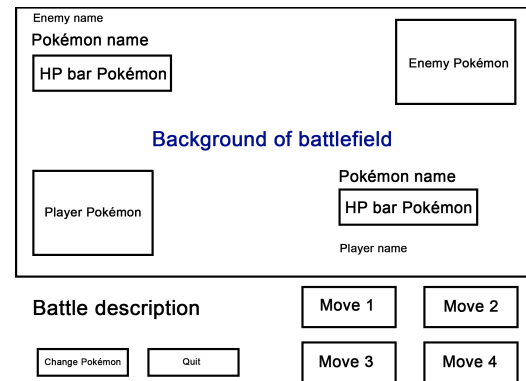 Enemy name
Pokémon name
HP bar Pokémon
Enemy Pokémon
Background of battlefield
Player Pokémon
Pokémon name
HP bar Pokémon
Player name
Battle description
Move 1
Move 2
Change Pokémon
Quit
Move 3
Move 4